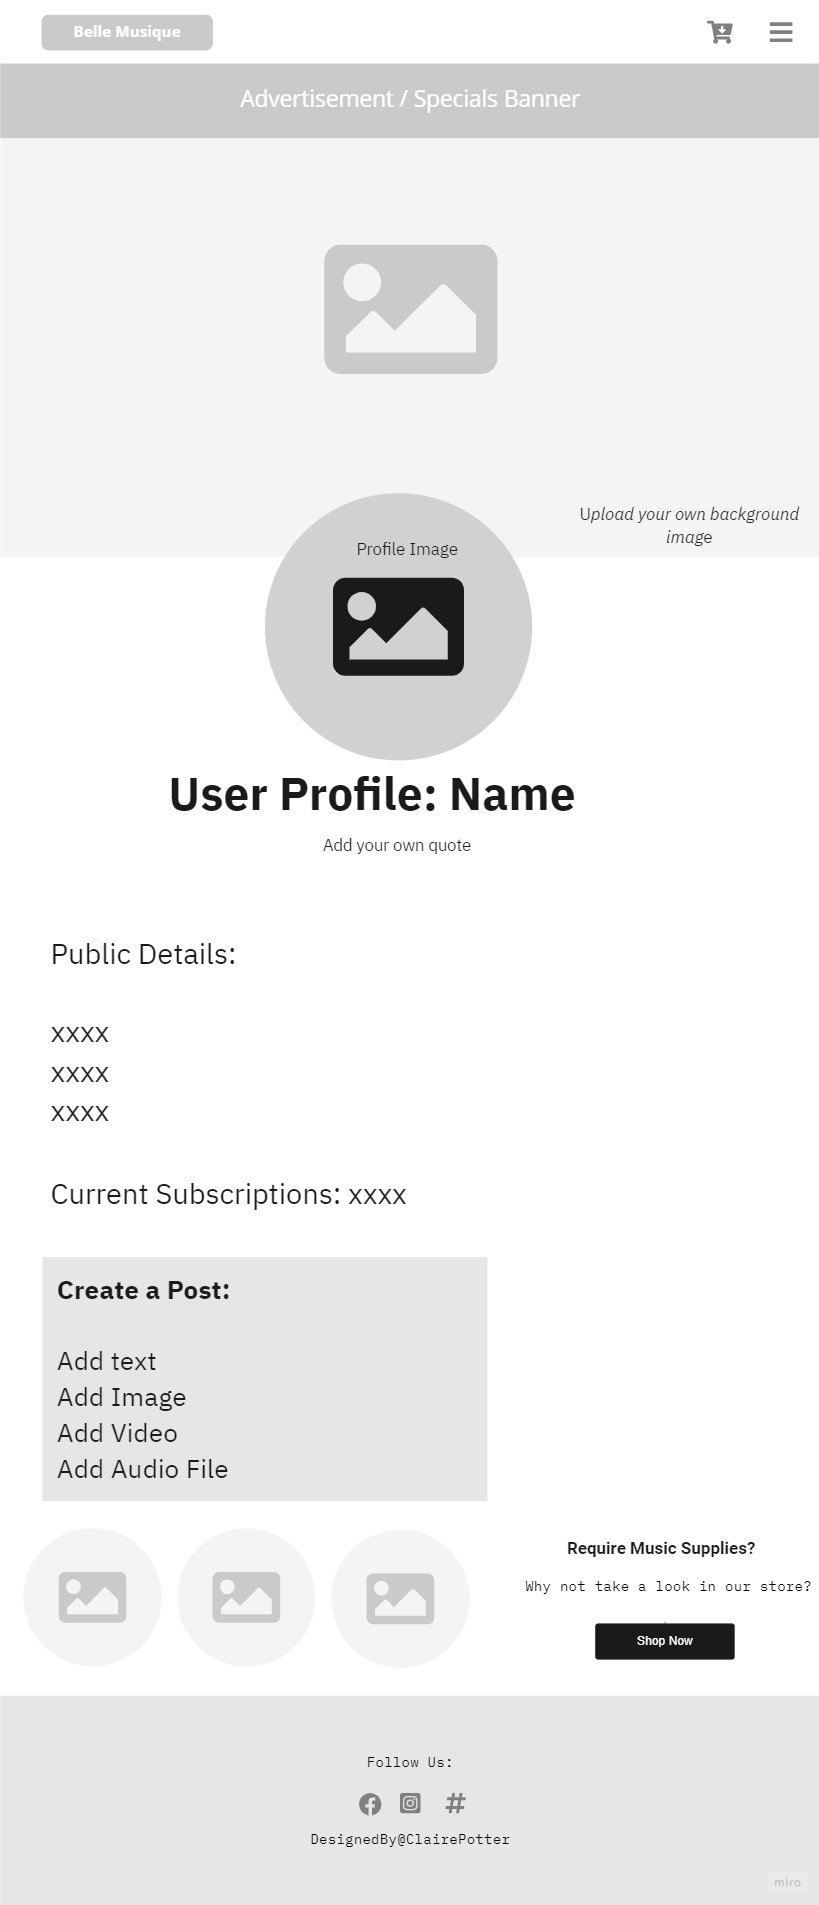 Belle Musique
Advertisement / Specials Banner
Upload your own background
image
Profile Image
User Profile: Name
Add your own quote
Public Details:
xxxx
xxxx
xxxx
Current Subscriptions: xxxx
Create a Post:
Add text
Add Image
Add Video
Add Audio File
Require Music Supplies?
Why not take a look in our store?
Shop Now
Follow Us:
#
DesignedBy@ClairePotter
miro